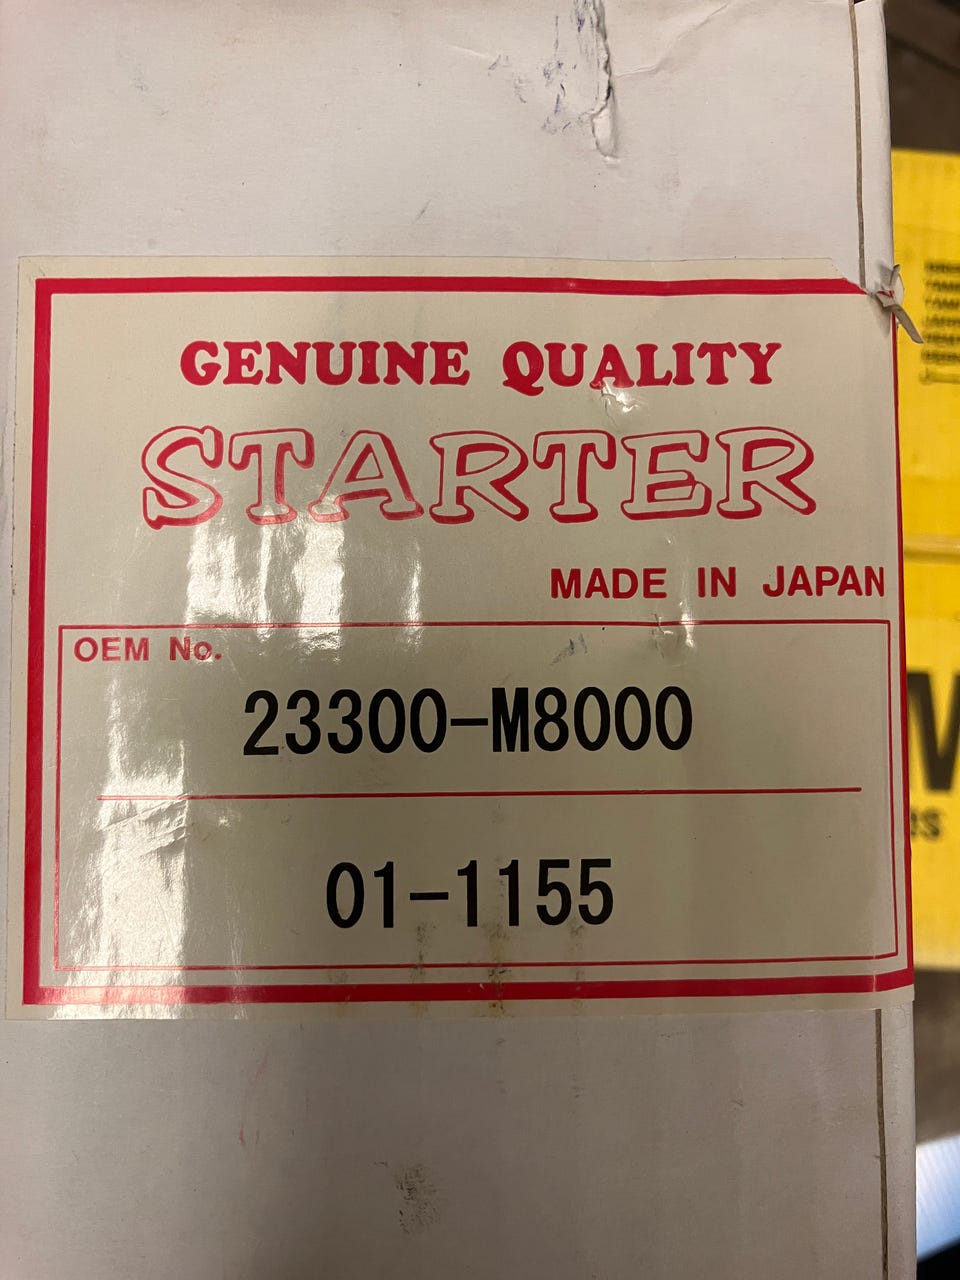 GENUINE QUALITY
STARTER
MADE IN JAPAN
OEM No.
23300-M8000
01-1155